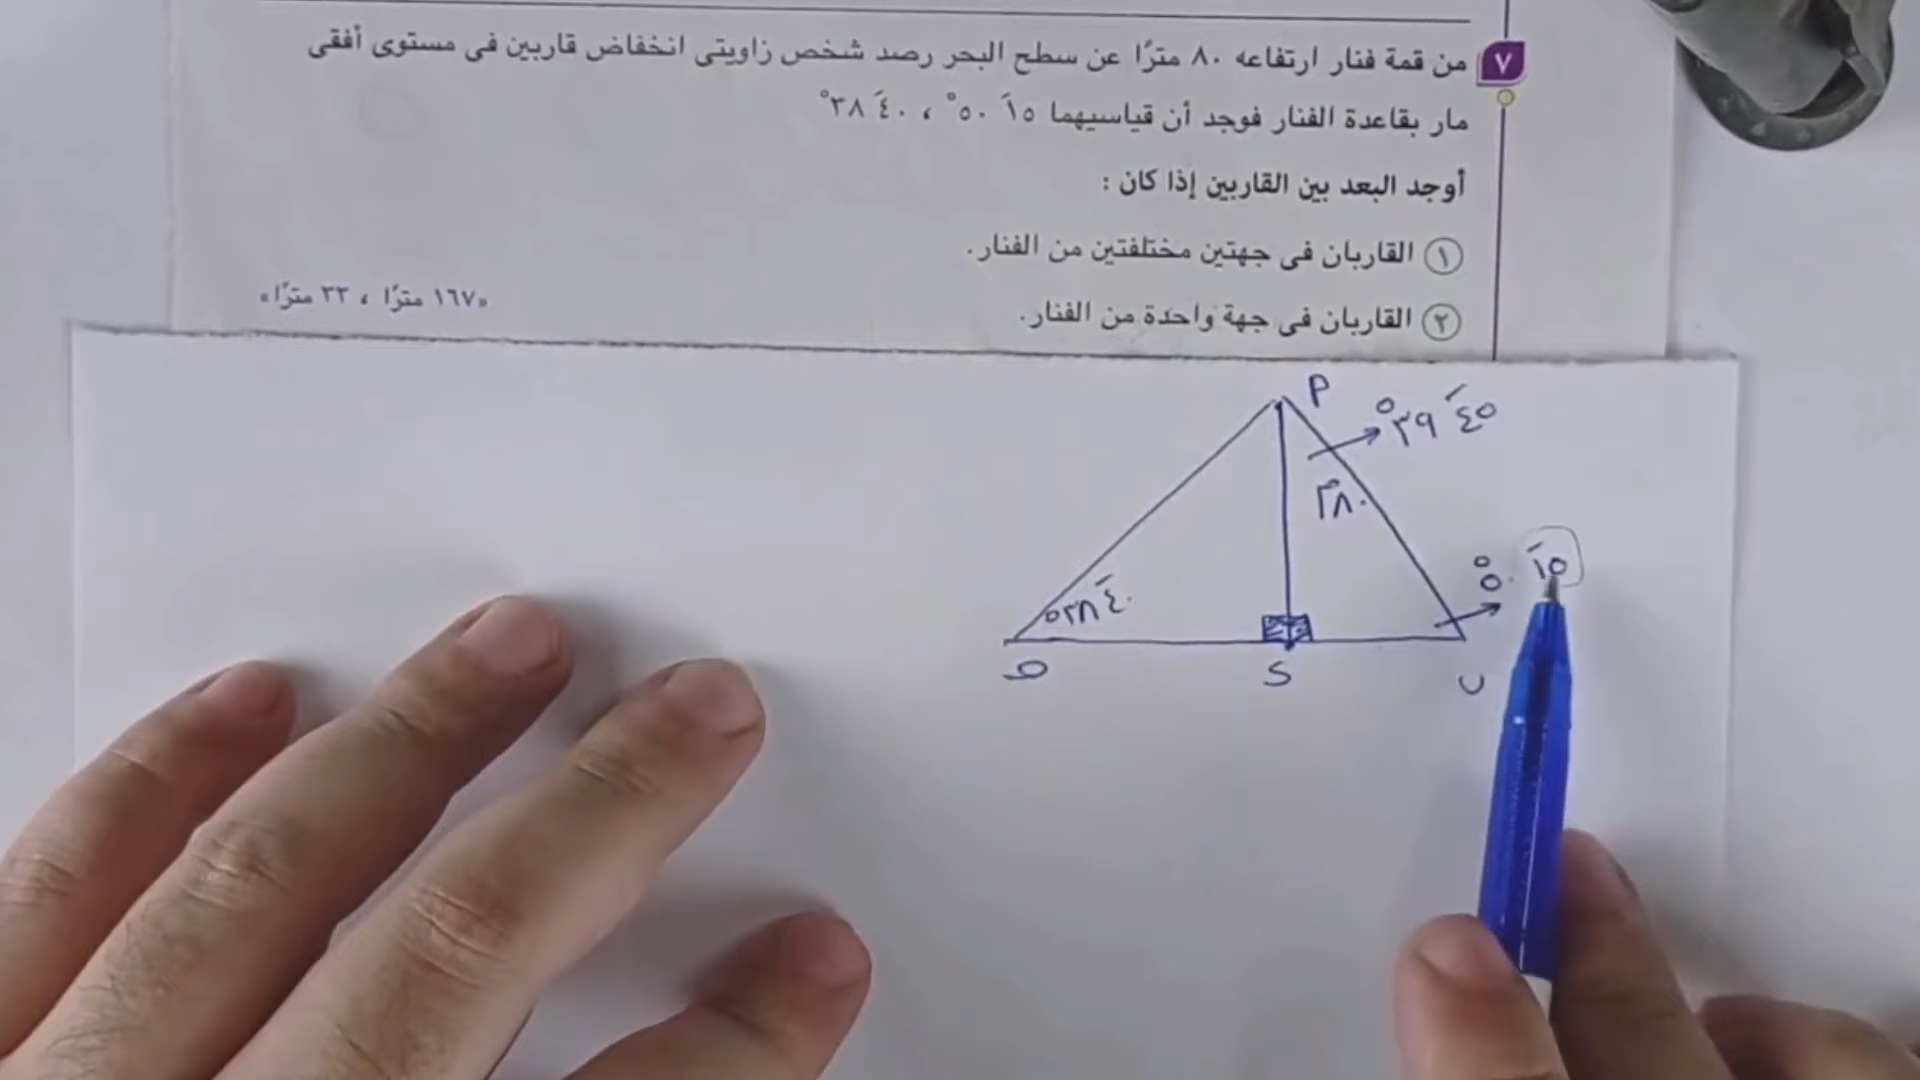 ٧ من قمة فنار ارتفاعه ٨٠ مترًا عن سطح البحر رصد شخص زاويتى انخفاض قاربين فى مستوى أفقى
مار بقاعدة الفنار فوجد أن قياسيهما ١٥َ ٥٠° ، ٤٠َ ٣٨°
أوجد البعد بين القاربين إذا كان :
١ القاربان فى جهتين مختلفتين من الفنار.
٢ القاربان فى جهة واحدة من الفنار.
«١٦٧ مترًا ، ٣٣ مترًا»
٤٥َ ٣٩°
٨٠م
١٥َ ٥٠°
٤٠َ ٣٨°